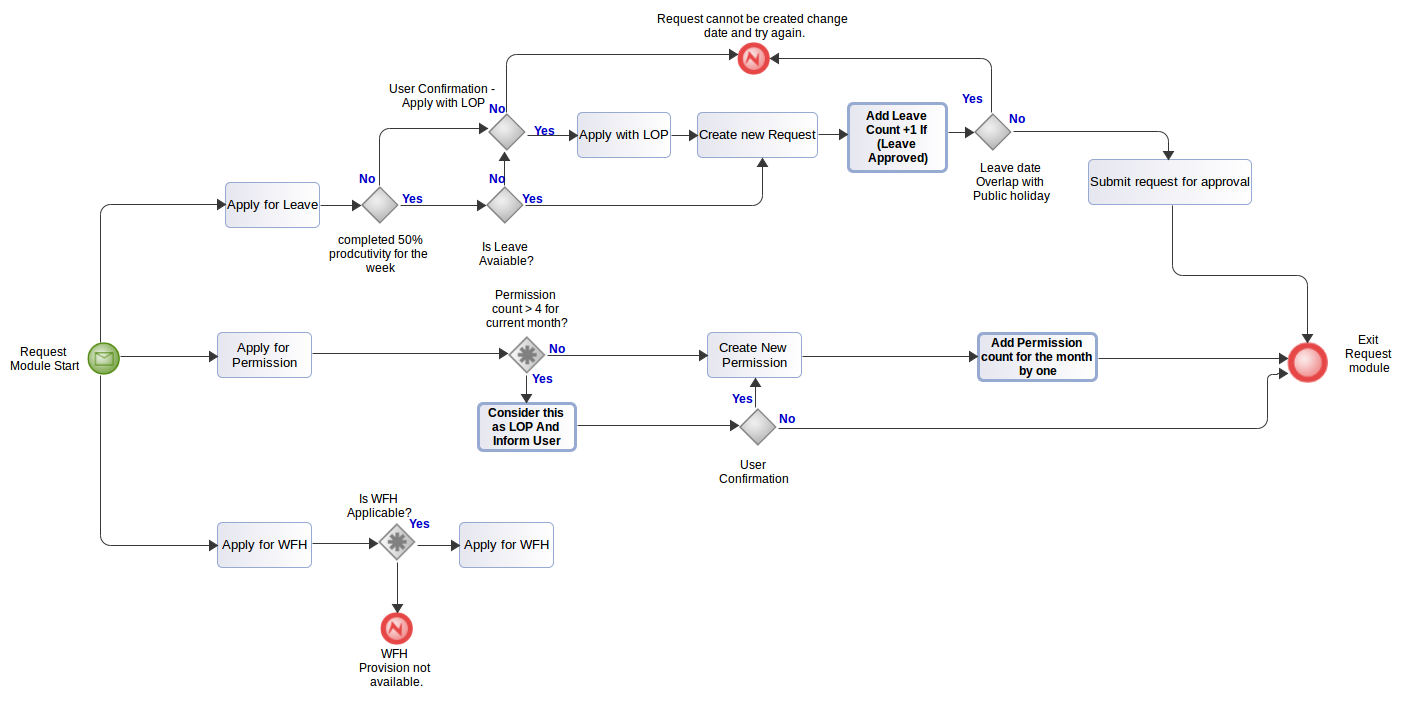 Request cannot be created change
date and try again.
User Confirmation -
Apply with LOP
No
Yes
Apply with LOP
Create new Request
Add Leave
Count +1 If
(Leave
Approved)
Yes
No
Leave date
Overlap with
Public holiday
Submit request for approval
Apply for Leave
No
Yes
completed 50%
prodcutivity for the
week
No
Yes
Is Leave
Avaiable?
Request
Module Start
Apply for
Permission
Permission
count > 4 for
current month?
No
Yes
Create New
Permission
Add Permission
count for the month
by one
Exit
Request
module
Consider this
as LOP And
Inform User
Yes
No
User
Confirmation
Apply for WFH
Is WFH
Applicable?
Yes
Apply for WFH
WFH
Provision not
available.